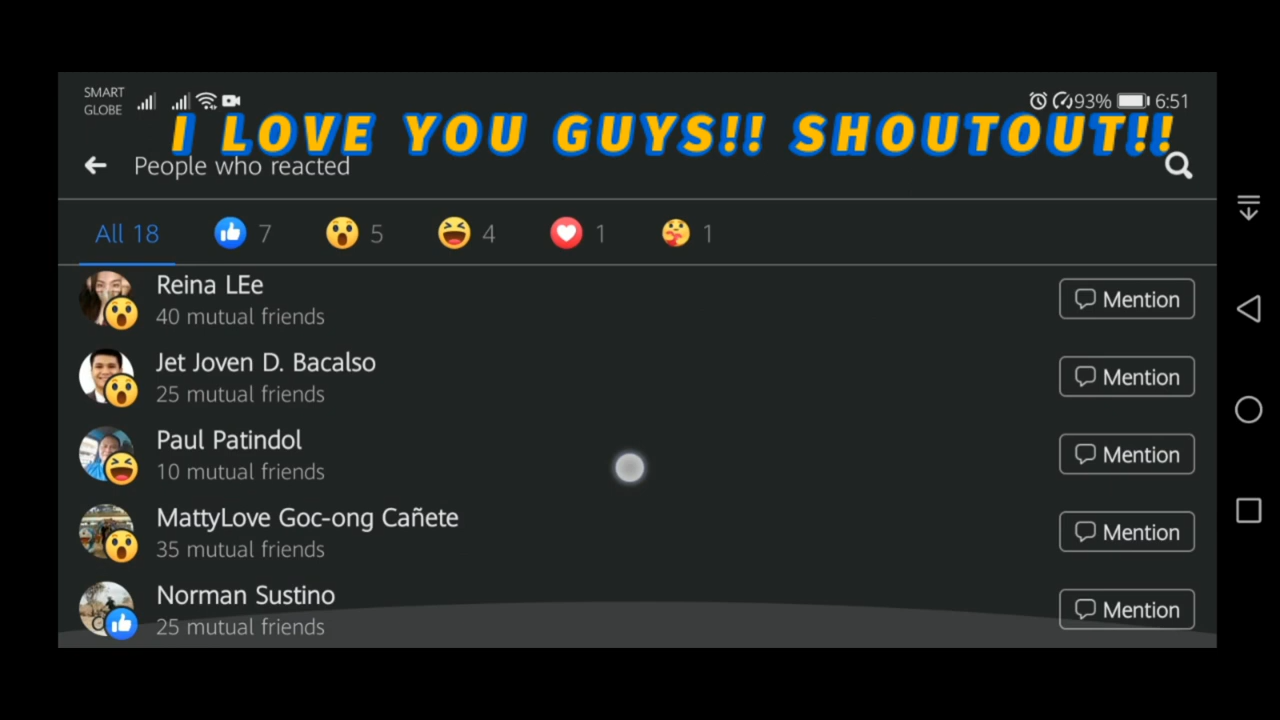 SMART
GLOBE
93% 6:51
I LOVE YOU GUYS!! SHOUTOUT!!
People who reacted
All 18 7 5 4 1 1
Reina LEe
40 mutual friends
Mention
Jet Joven D. Bacalso
25 mutual friends
Mention
Paul Patindol
10 mutual friends
Mention
MattyLove Goc-ong Cañete
35 mutual friends
Mention
Norman Sustino
25 mutual friends
Mention